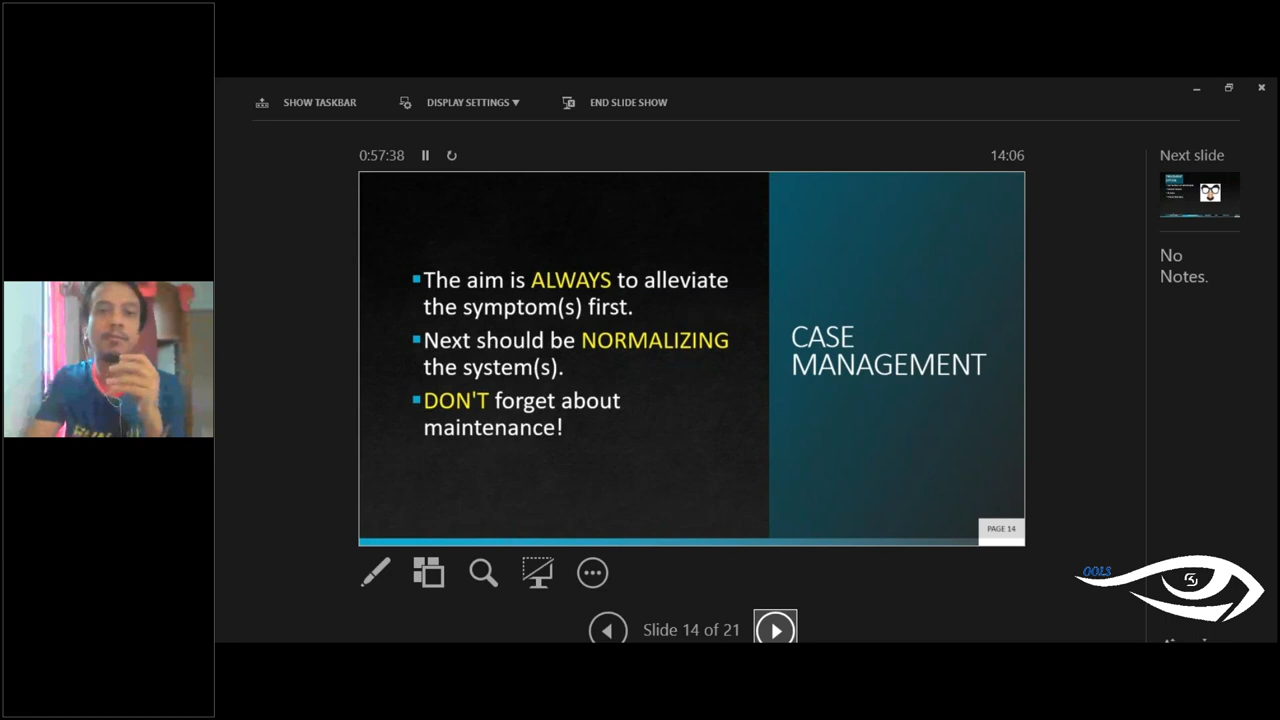 SHOW TASKBAR
DISPLAY SETTINGS ▼
END SLIDE SHOW
0:57:38
14:06
Next slide
The aim is ALWAYS to alleviate
the symptom(s) first.
Next should be NORMALIZING
the system(s).
DON'T forget about
maintenance!
CASE
MANAGEMENT
PAGE 14
No
Notes.
OOLS
Slide 14 of 21